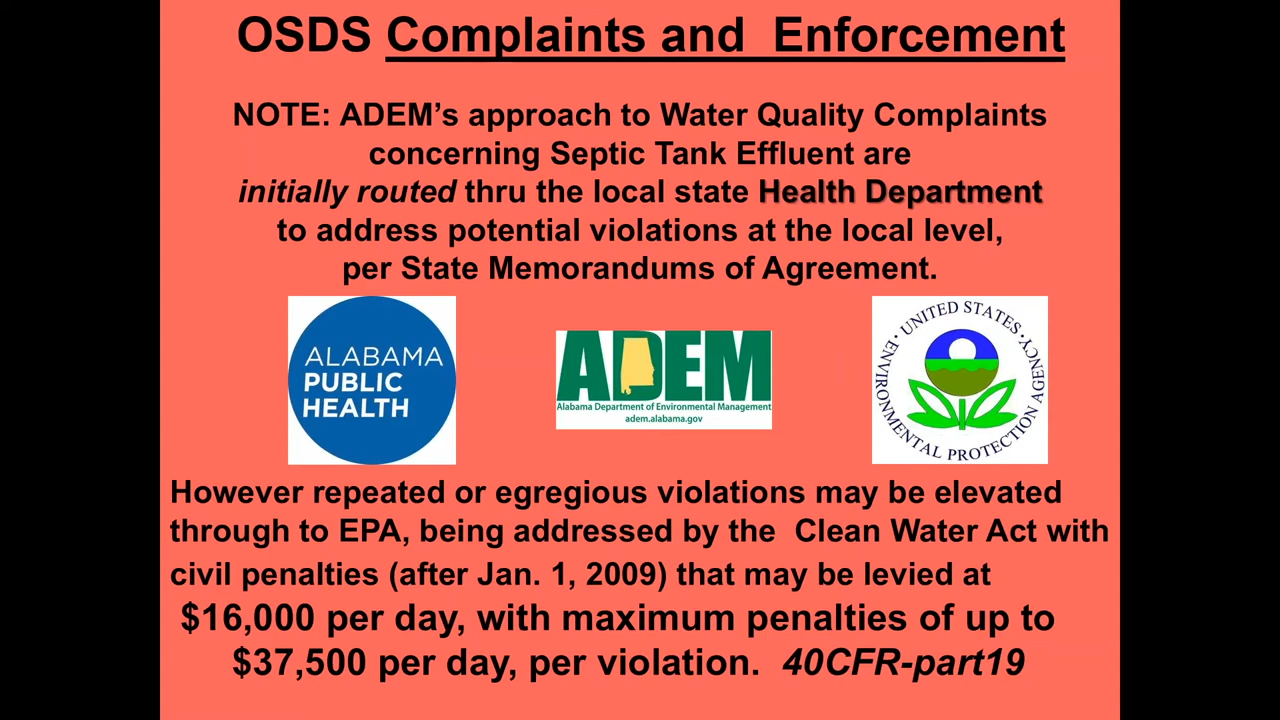 OSDS Complaints and Enforcement
NOTE: ADEM’s approach to Water Quality Complaints
concerning Septic Tank Effluent are
initially routed thru the local state Health Department
to address potential violations at the local level,
per State Memorandums of Agreement.
ALABAMA
PUBLIC
HEALTH
ADEM
Alabama Department of Environmental Management
adem.alabama.gov
UNITED STATES
ENVIRONMENTAL PROTECTION AGENCY
However repeated or egregious violations may be elevated
through to EPA, being addressed by the Clean Water Act with
civil penalties (after Jan. 1, 2009) that may be levied at
$16,000 per day, with maximum penalties of up to
$37,500 per day, per violation. 40CFR-part19